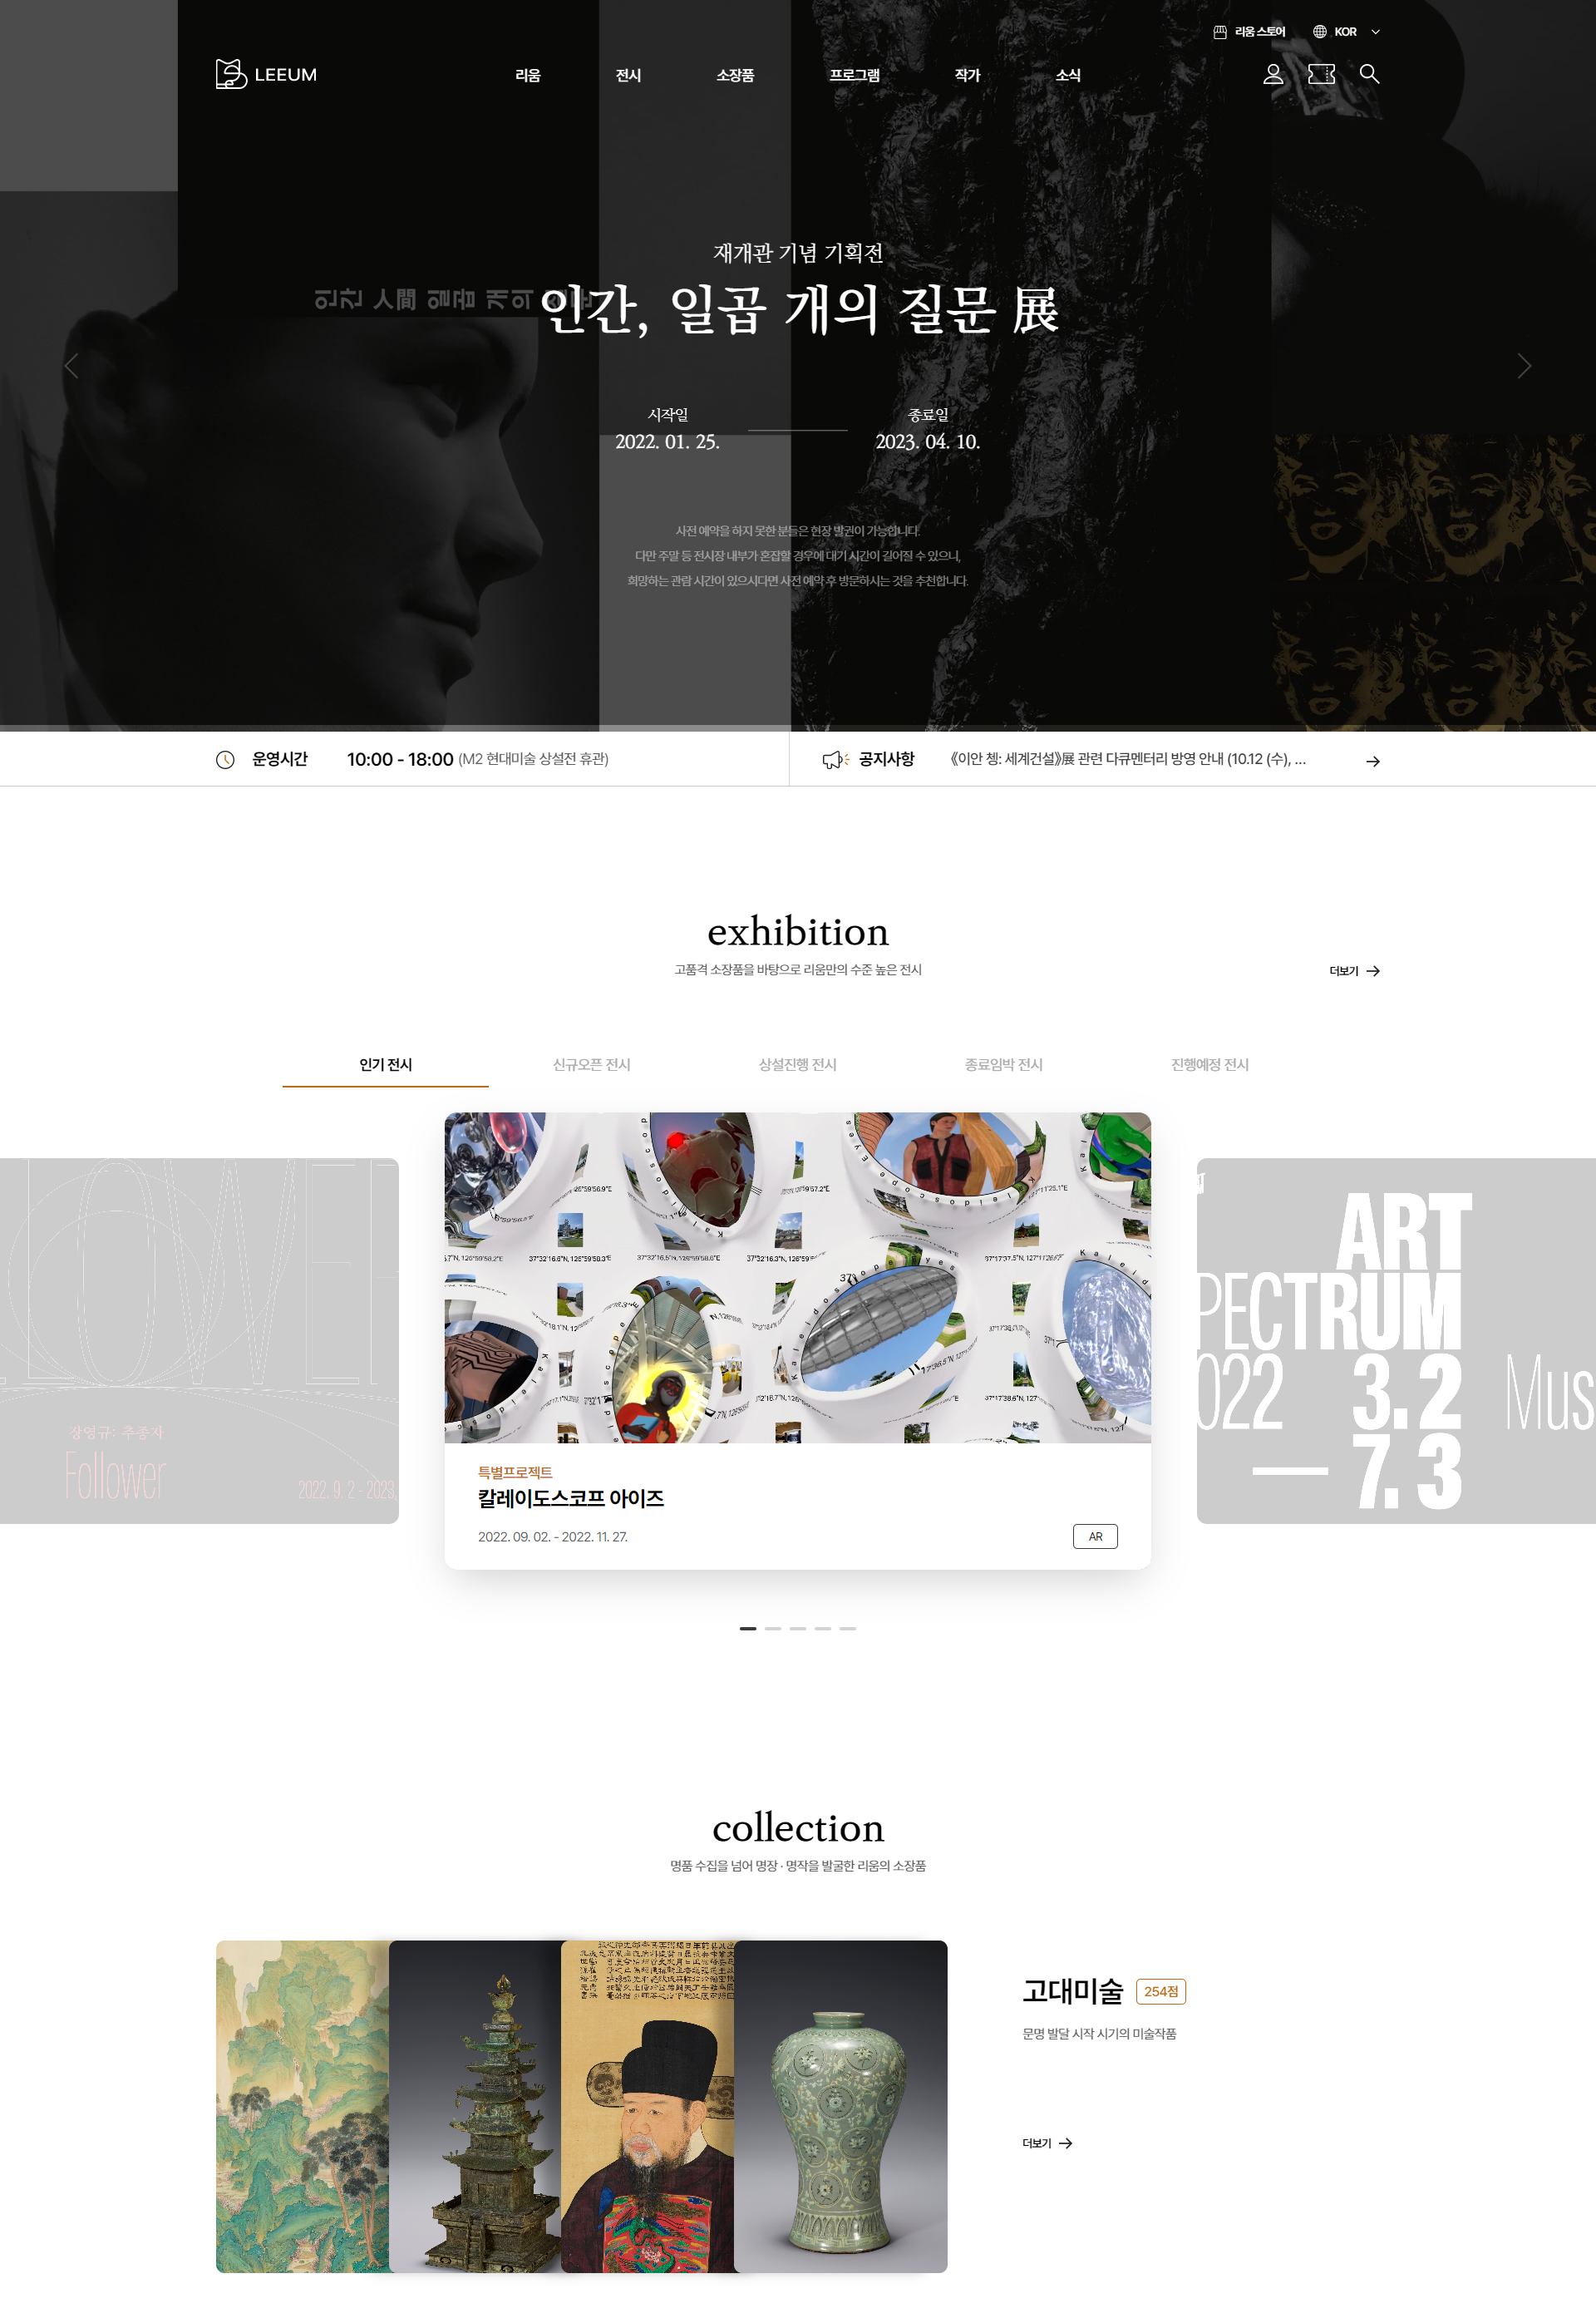 리움 스토어
KOR
LEEUM
리움
전시
소장품
프로그램
작가
소식
재개관 기념 기획전
인간 人間 일곱 개의
인간, 일곱 개의 질문 展
시작일
2022. 01. 25.
종료일
2023. 04. 10.
사전 예약을 하지 못한 분들은 현장 발권이 가능합니다.
다만 주말 등 전시장 내부가 혼잡할 경우에 대기 시간이 길어질 수 있으니,
희망하는 관람 시간이 있으시다면 사전 예약 후 방문하시는 것을 추천합니다.
운영시간
10:00 - 18:00 (M2 현대미술 상설전 휴관)
공지사항
《이안 쳉: 세계건설》展 관련 다큐멘터리 방영 안내 (10.12 (수), ...
exhibition
고품격 소장품을 바탕으로 리움만의 수준 높은 전시
더보기
인기 전시
신규오픈 전시
상설진행 전시
종료임박 전시
진행예정 전시
장영규: 추종자
Follower
2022. 9. 2 - 2023.
ART
PECTRUM
022 3. 2
Mus
— 7. 3
특별프로젝트
칼레이도스코프 아이즈
2022. 09. 02. - 2022. 11. 27.
AR
collection
명품 수집을 넘어 명장 · 명작을 발굴한 리움의 소장품
고대미술
254점
문명 발달 시작 시기의 미술작품
더보기